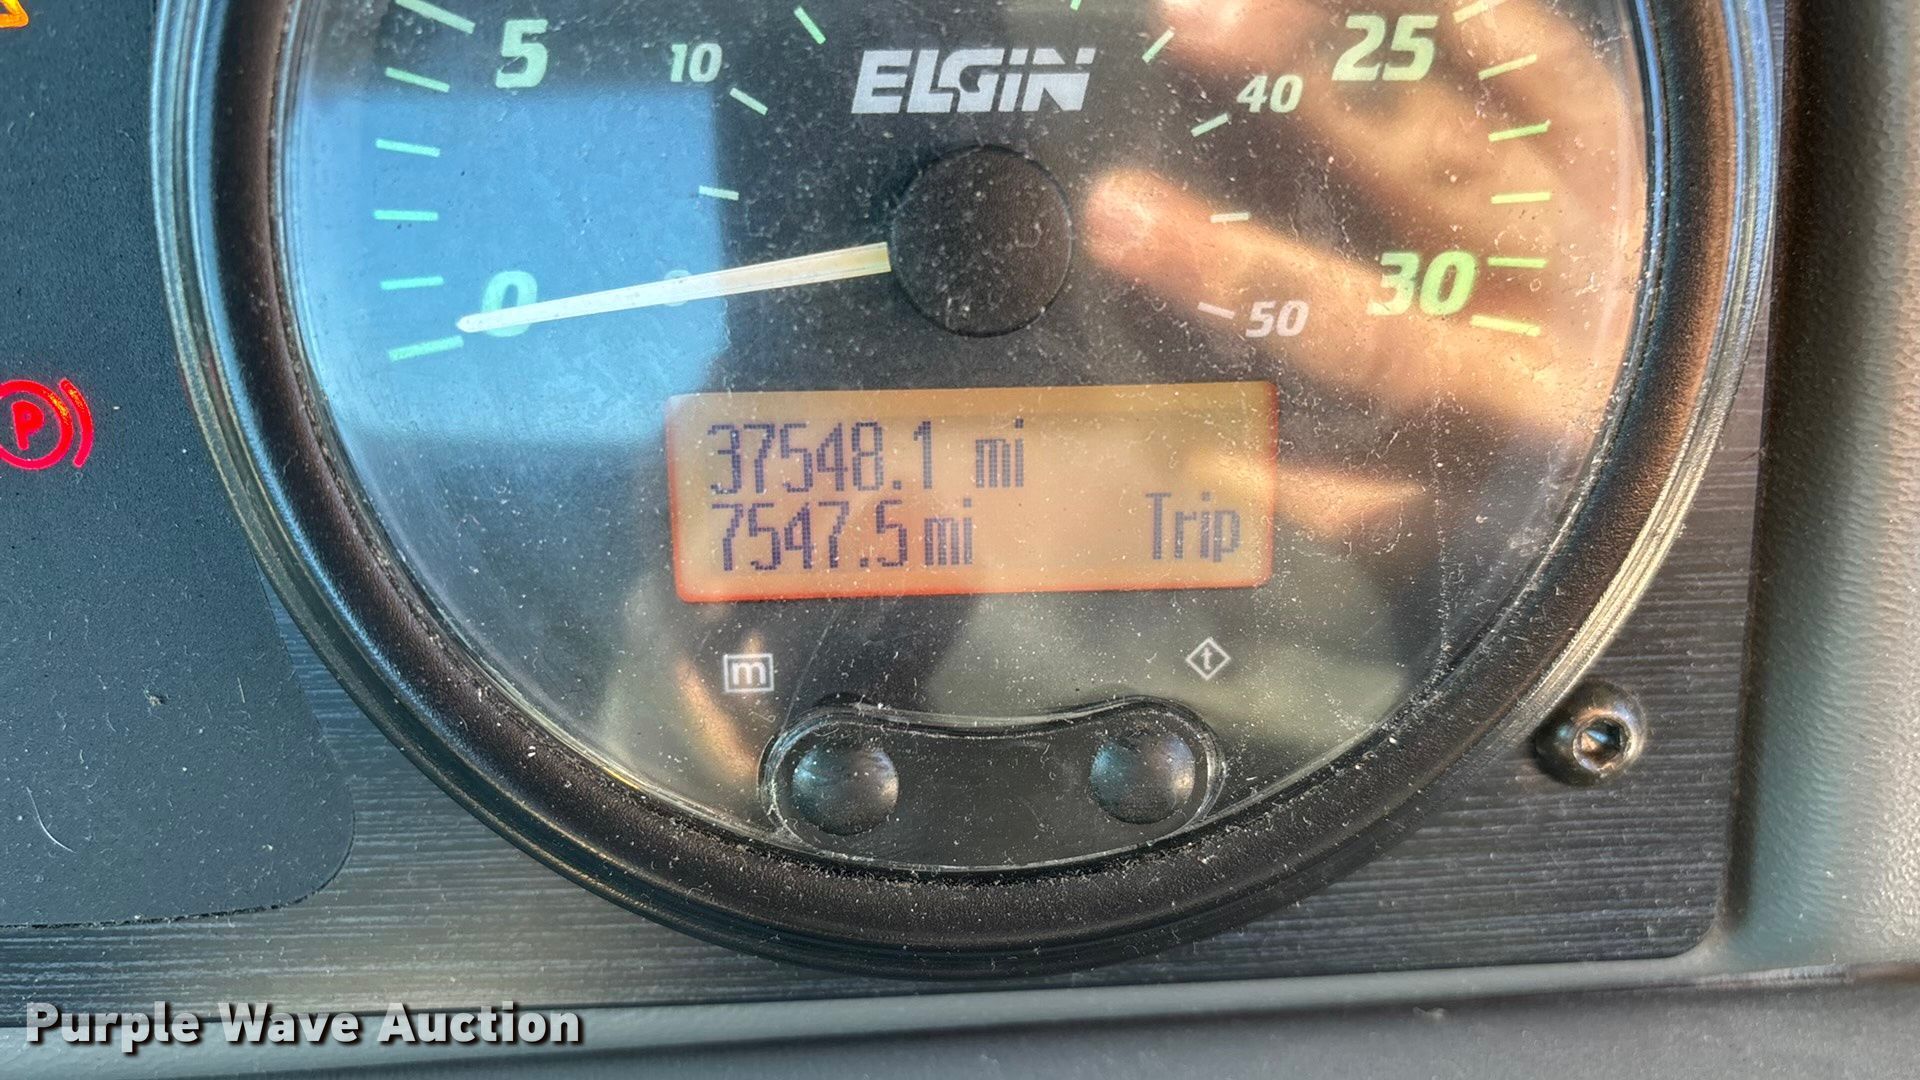 5 10 ELGIN 40 25
0 50 30
P
37548.1 mi
7547.5 mi Trip
m t
Purple Wave Auction